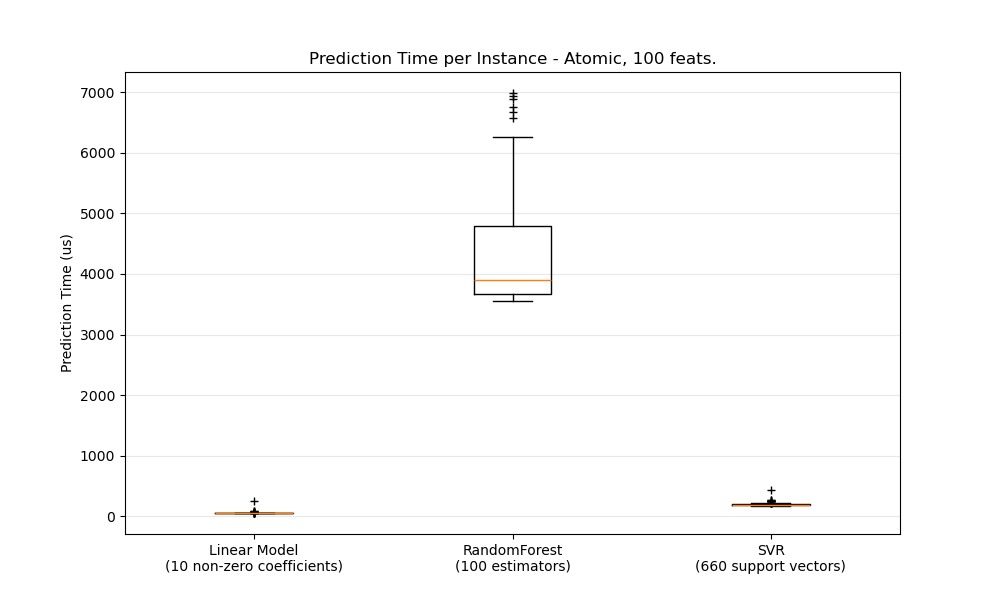 Prediction Time per Instance - Atomic, 100 feats.
Prediction Time (us)
7000
6000
5000
4000
3000
2000
1000
0
Linear Model
(10 non-zero coefficients)
RandomForest
(100 estimators)
SVR
(660 support vectors)